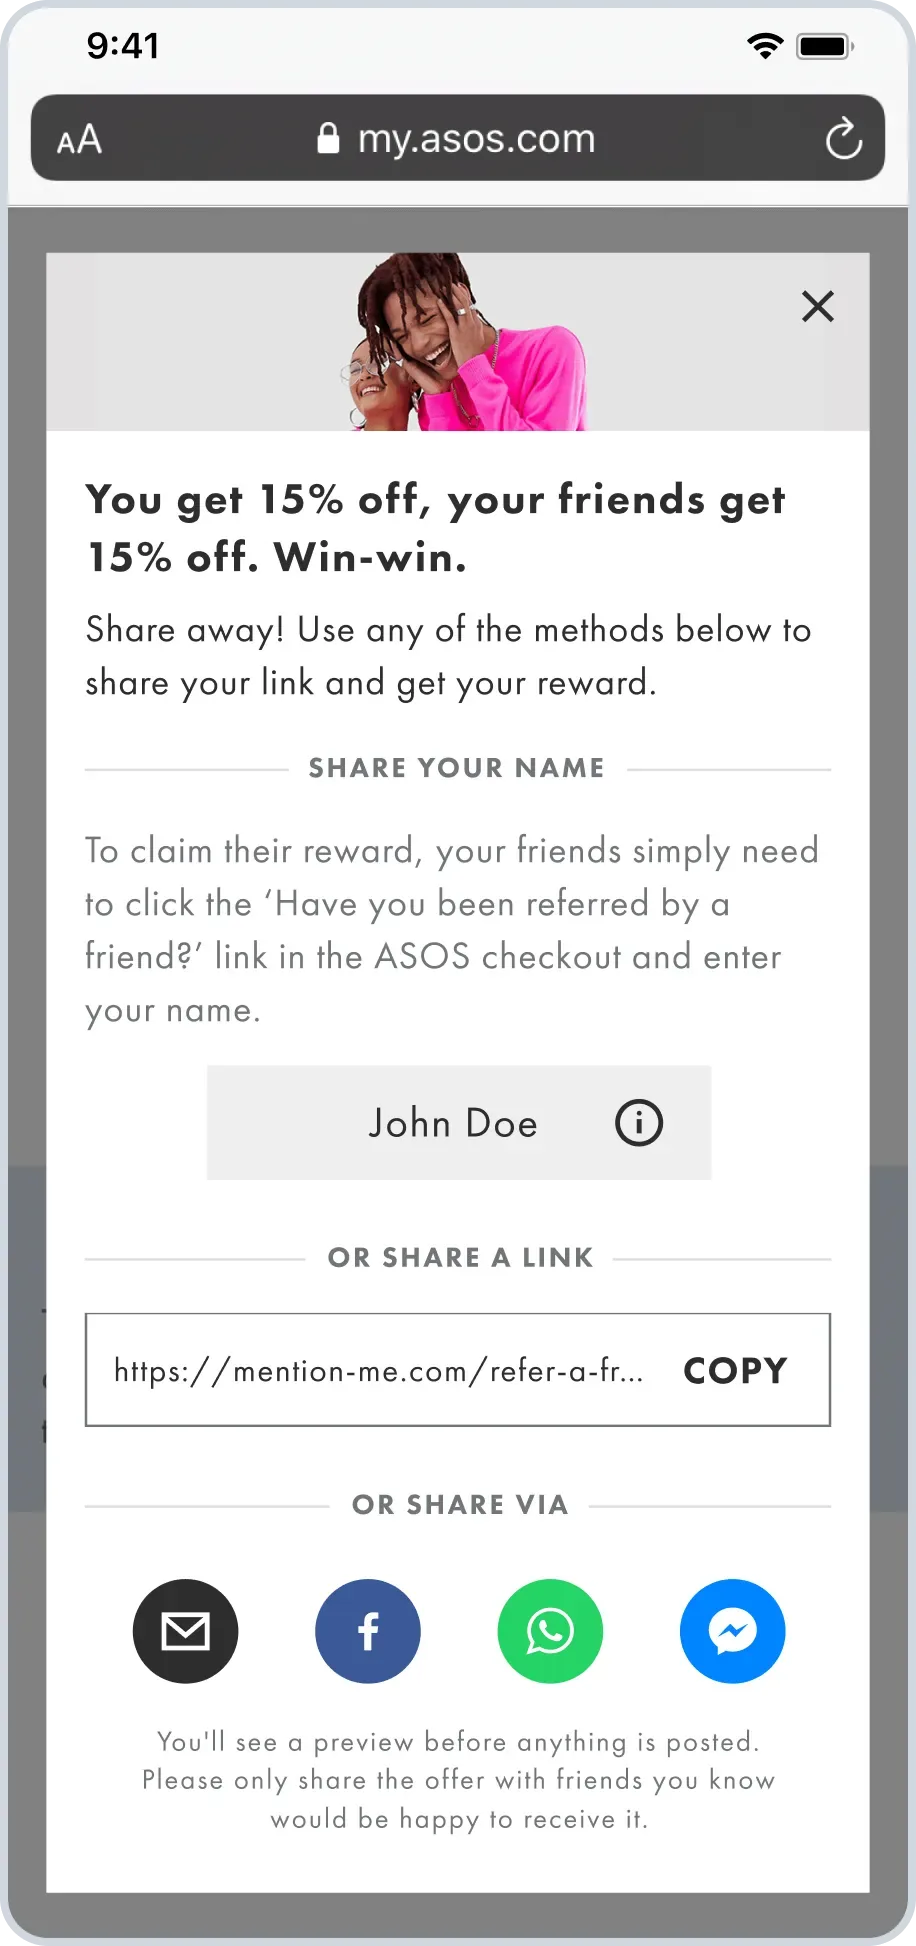 9:41
AA my.asos.com
You get 15% off, your friends get
15% off. Win-win.
Share away! Use any of the methods below to
share your link and get your reward.
SHARE YOUR NAME
To claim their reward, your friends simply need
to click the ‘Have you been referred by a
friend?’ link in the ASOS checkout and enter
your name.
John Doe
OR SHARE A LINK
https://mention-me.com/refer-a-fr... COPY
OR SHARE VIA
You'll see a preview before anything is posted.
Please only share the offer with friends you know
would be happy to receive it.